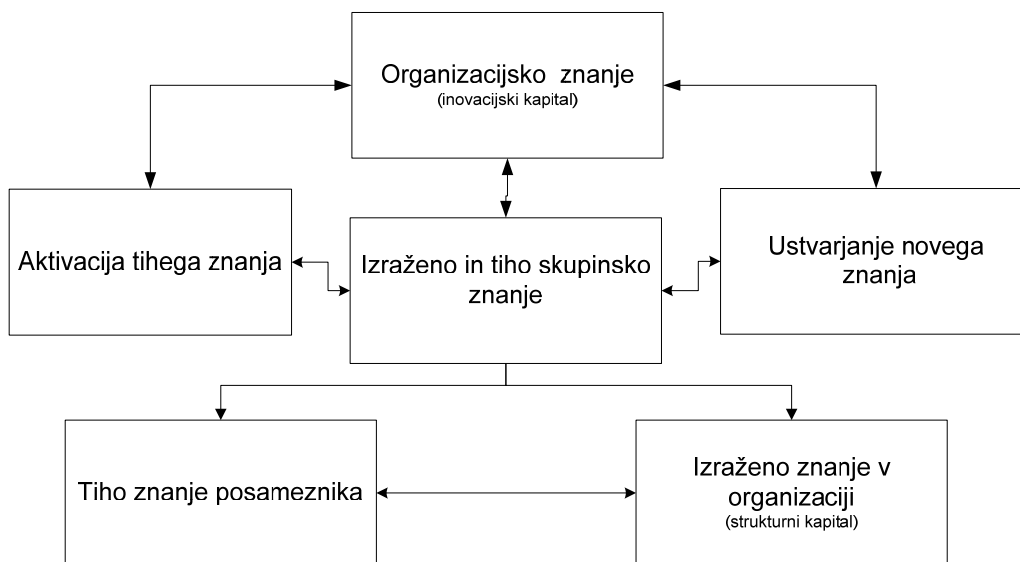 Organizacijsko znanje
(inovacijski kapital)
Aktivacija tihega znanja
Izraženo in tiho skupinsko
znanje
Ustvarjanje novega
znanja
Tiho znanje posameznika
Izraženo znanje v
organizaciji
(strukturni kapital)